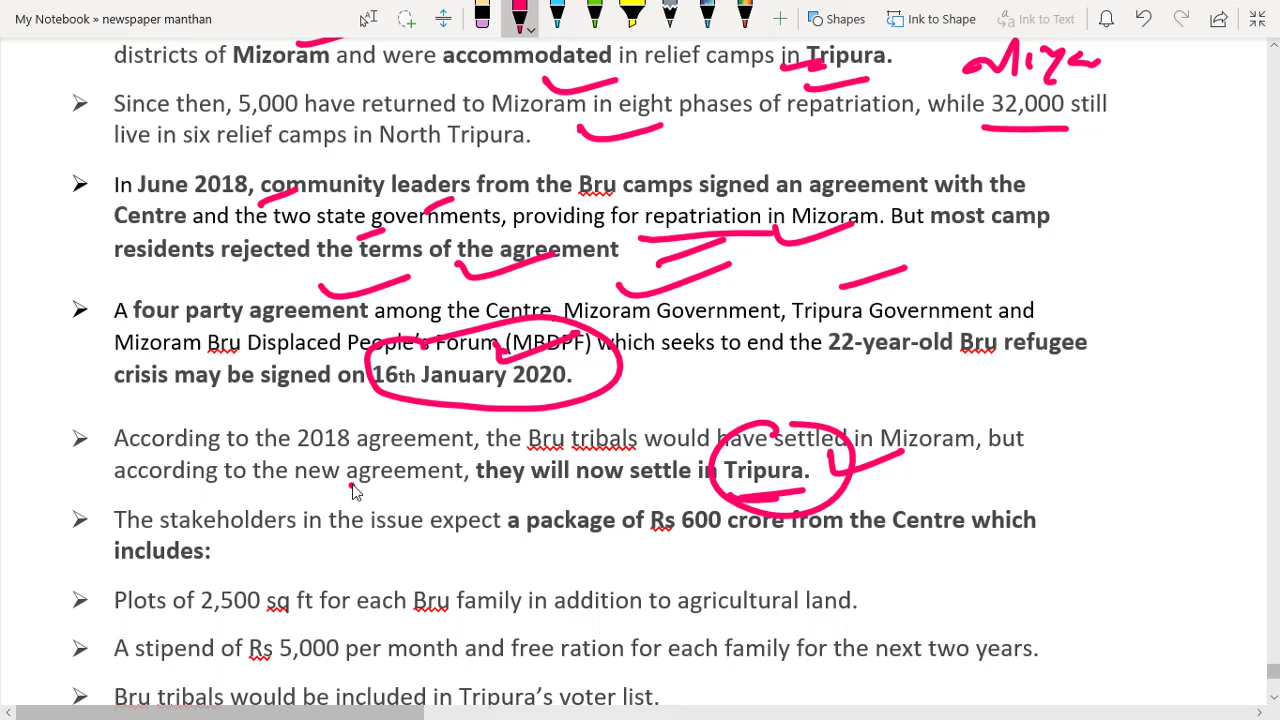 My Notebook » newspaper manthan
Shapes
Ink to Shape
Ink to Text
districts of Mizoram and were accommodated in relief camps in Tripura.
➢ Since then, 5,000 have returned to Mizoram in eight phases of repatriation, while 32,000 still
live in six relief camps in North Tripura.
➢ In June 2018, community leaders from the Bru camps signed an agreement with the
Centre and the two state governments, providing for repatriation in Mizoram. But most camp
residents rejected the terms of the agreement
➢ A four party agreement among the Centre, Mizoram Government, Tripura Government and
Mizoram Bru Displaced People's Forum (MBDPF) which seeks to end the 22-year-old Bru refugee
crisis may be signed on 16th January 2020.
➢ According to the 2018 agreement, the Bru tribals would have settled in Mizoram, but
according to the new agreement, they will now settle in Tripura.
➢ The stakeholders in the issue expect a package of Rs 600 crore from the Centre which
includes:
➢ Plots of 2,500 sq ft for each Bru family in addition to agricultural land.
➢ A stipend of Rs 5,000 per month and free ration for each family for the next two years.
➢ Bru tribals would be included in Tripura's voter list.